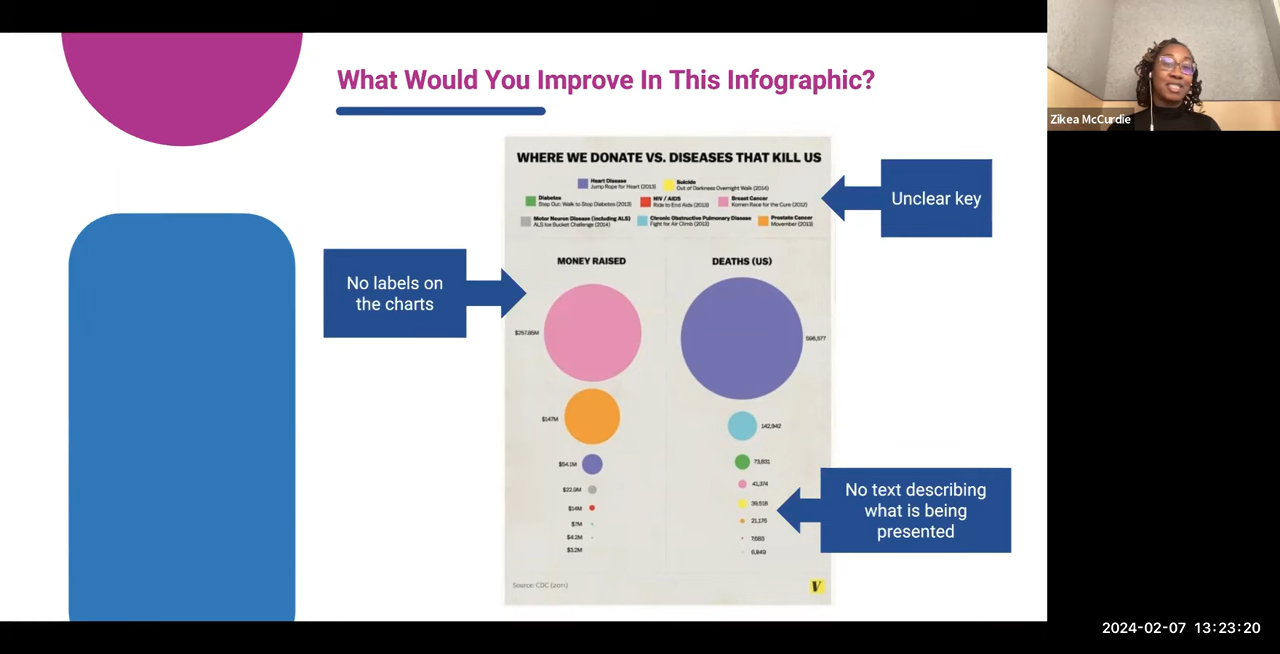 What Would You Improve In This Infographic?
Zikea McCurdie
WHERE WE DONATE VS. DISEASES THAT KILL US
Heart Disease
Jump Rope for Heart (2013)
Suicide
Out of Darkness Overnight Walk (2014)
Diabetes
Step Out: Walk to Stop Diabetes (2013)
HIV / AIDS
Ride to End Aids (2013)
Breast Cancer
Komen Race for the Cure (2012)
Motor Neuron Disease (including ALS)
ALS Ice Bucket Challenge (2014)
Chronic Obstructive Pulmonary Disease
Fight for Air Climb (2013)
Prostate Cancer
Movember (2013)
Unclear key
No labels on
the charts
MONEY RAISED
DEATHS (US)
$257.85M
596,577
$147M
142,942
$54.1M
73,831
$22.9M
41,374
$14M
39,518
$7M
21,176
$4.2M
7,683
$3.2M
6,849
No text describing
what is being
presented
Source: CDC (2011)
V
2024-02-07 13:23:20